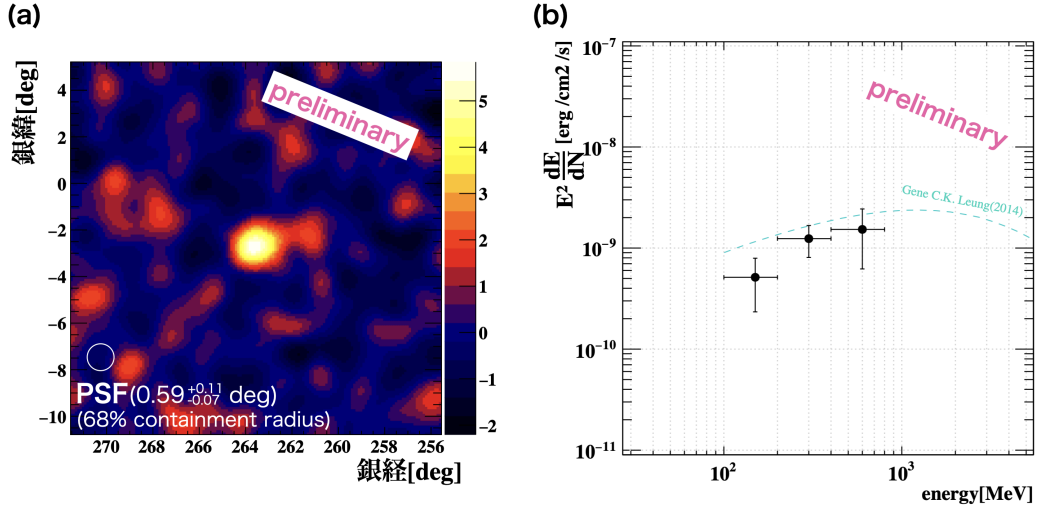 (a)
銀緯[deg]
4
2
0
−2
−4
−6
−8
−10
preliminary
PSF(0.59 +0.11 -0.07 deg)
(68% containment radius)
270 268 266 264 262 260 258 256
銀経[deg]
5
4
3
2
1
0
−1
−2
(b)
E² dE/dN [erg /cm2 /s]
10⁻⁷
10⁻⁸
10⁻⁹
10⁻¹⁰
10⁻¹¹
preliminary
Gene C.K. Leung(2014)
10² 10³
energy[MeV]